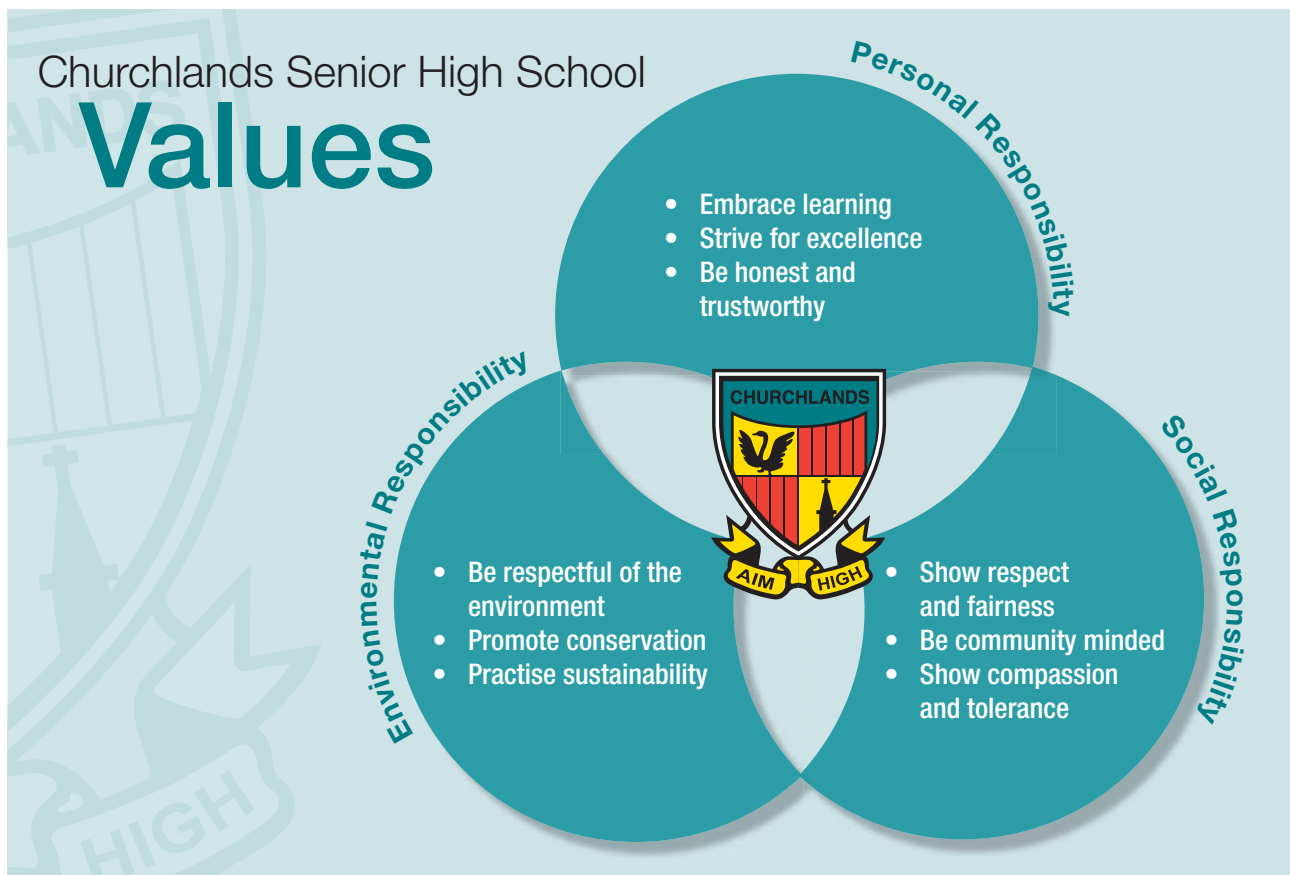 Churchlands Senior High School
Values
Personal Responsibility
• Embrace learning
• Strive for excellence
• Be honest and
trustworthy
Environmental Responsibility
• Be respectful of the
environment
• Promote conservation
• Practise sustainability
CHURCHLANDS
AIM HIGH
Social Responsibility
• Show respect
and fairness
• Be community minded
• Show compassion
and tolerance
ANDS
HIGH